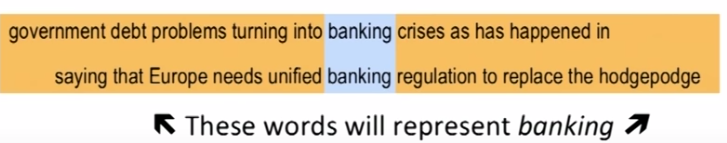 government debt problems turning into banking crises as has happened in
saying that Europe needs unified banking regulation to replace the hodgepodge
These words will represent banking